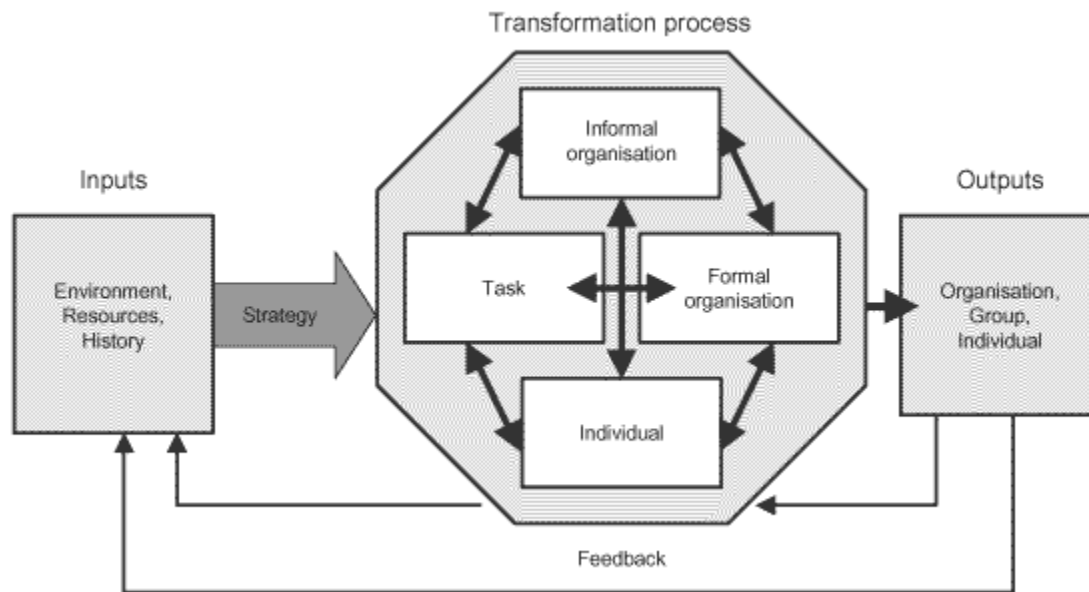 Transformation process
Informal
organisation
Inputs
Outputs
Environment,
Resources,
History
Strategy
Task
Formal
organisation
Organisation,
Group,
Individual
Individual
Feedback